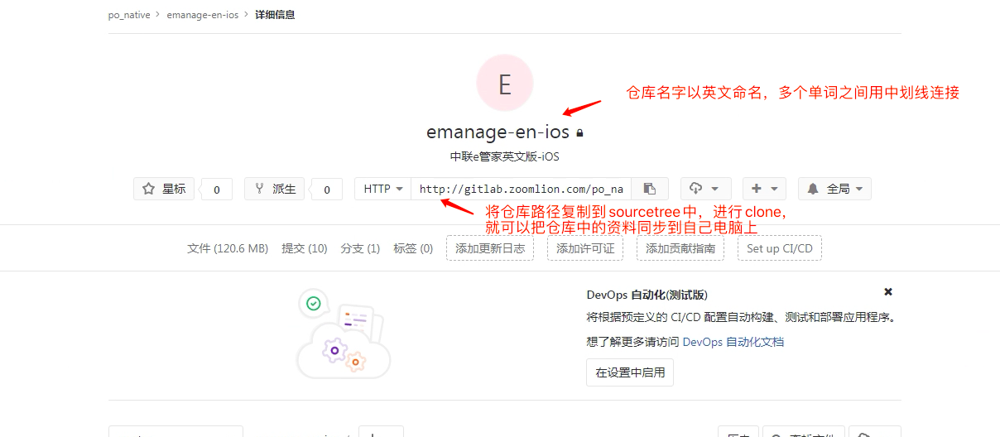 po_native > emanage-en-ios > 详细信息
E
仓库名字以英文命名，多个单词之间用中划线连接
emanage-en-ios
中联e管家英文版-iOS
星标 0 派生 0 HTTP http://gitlab.zoomlion.com/po_na + 全局
将仓库路径复制到sourcetree中，进行clone，
就可以把仓库中的资料同步到自己电脑上
文件 (120.6 MB) 提交 (10) 分支 (1) 标签 (0) 添加更新日志 添加许可证 添加贡献指南 Set up CI/CD
DevOps 自动化(测试版)
将根据预定义的 CI/CD 配置自动构建、测试和部署应用程序。
想了解更多请访问 DevOps 自动化文档
在设置中启用